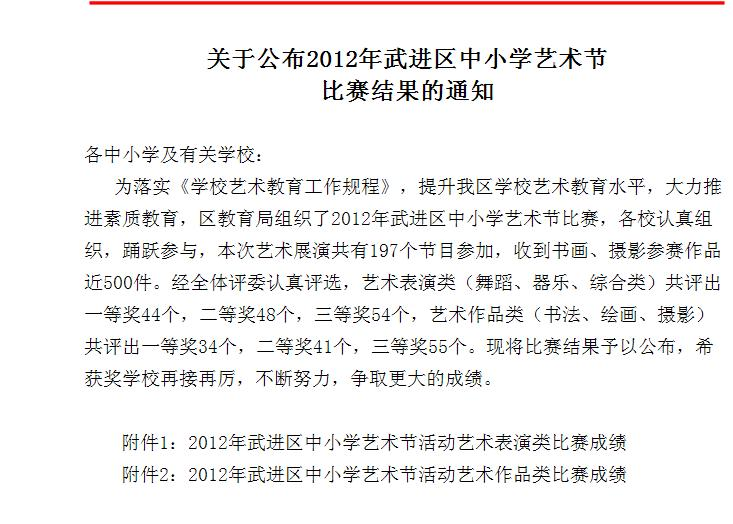 关于公布2012年武进区中小学艺术节
比赛结果的通知
各中小学及有关学校：
为落实《学校艺术教育工作规程》，提升我区学校艺术教育水平，大力推
进素质教育，区教育局组织了2012年武进区中小学艺术节比赛，各校认真组
织，踊跃参与，本次艺术展演共有197个节目参加，收到书画、摄影参赛作品
近500件。经全体评委认真评选，艺术表演类（舞蹈、器乐、综合类）共评出
一等奖44个，二等奖48个，三等奖54个，艺术作品类（书法、绘画、摄影）
共评出一等奖34个，二等奖41个，三等奖55个。现将比赛结果予以公布，希
获奖学校再接再厉，不断努力，争取更大的成绩。
附件1：2012年武进区中小学艺术节活动艺术表演类比赛成绩
附件2：2012年武进区中小学艺术节活动艺术作品类比赛成绩